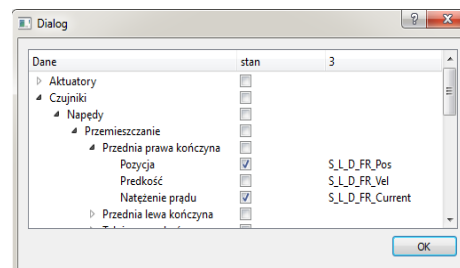 Dialog
Dane stan 3
Aktuatory
Czujniki
Napędy
Przemieszczanie
Przednia prawa kończyna
Pozycja S_L_D_FR_Pos
Predkość S_L_D_FR_Vel
Natężenie prądu S_L_D_FR_Current
Przednia lewa kończyna
OK